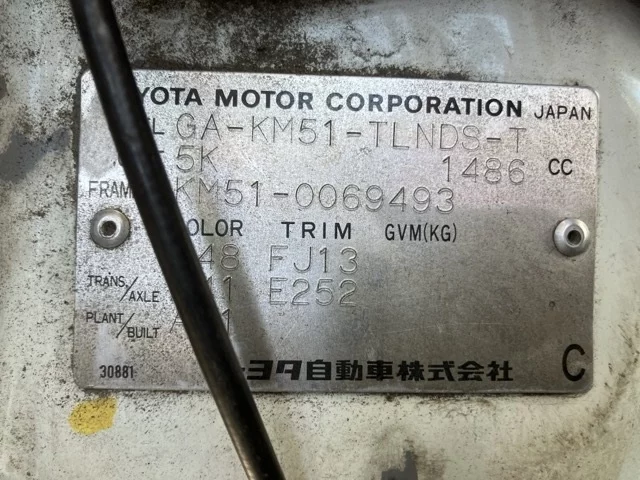 YOTA MOTOR CORPORATION JAPAN
GA-KM51-TLNDS-T
5K 1486 CC
FRAM KM51-0069493
OLOR TRIM GVM(KG)
48 FJ13
TRANS/AXLE E252
PLANT/BUILT
30881 ヨタ自動車株式会社 C